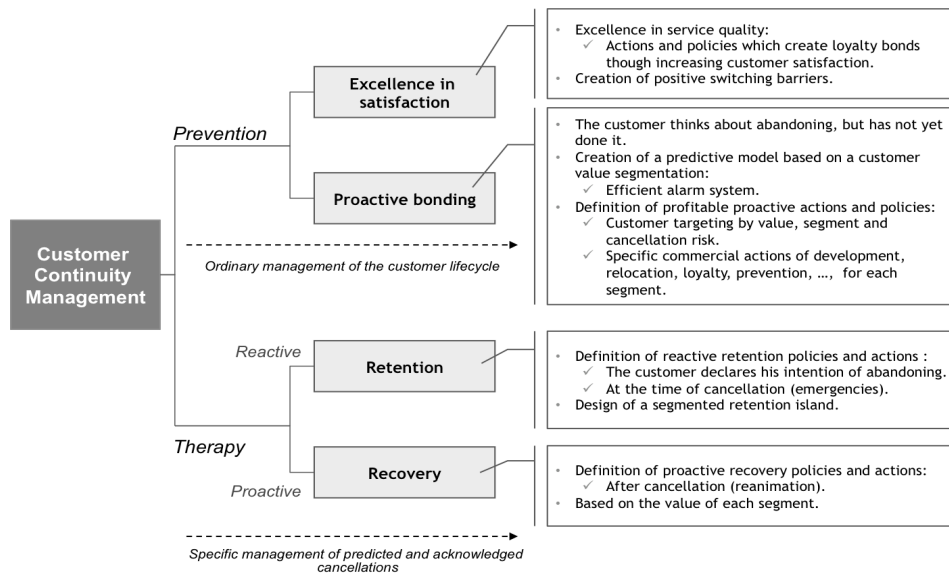 Customer
Continuity
Management
Prevention
Excellence in
satisfaction
• Excellence in service quality:
✓ Actions and policies which create loyalty bonds
though increasing customer satisfaction.
• Creation of positive switching barriers.
Proactive bonding
• The customer thinks about abandoning, but has not yet
done it.
• Creation of a predictive model based on a customer
value segmentation:
✓ Efficient alarm system.
• Definition of profitable proactive actions and policies:
✓ Customer targeting by value, segment and
cancellation risk.
✓ Specific commercial actions of development,
relocation, loyalty, prevention, …, for each
segment.
Ordinary management of the customer lifecycle
Therapy
Reactive
Retention
• Definition of reactive retention policies and actions :
✓ The customer declares his intention of abandoning.
✓ At the time of cancellation (emergencies).
• Design of a segmented retention island.
Proactive
Recovery
• Definition of proactive recovery policies and actions:
✓ After cancellation (reanimation).
• Based on the value of each segment.
Specific management of predicted and acknowledged
cancellations